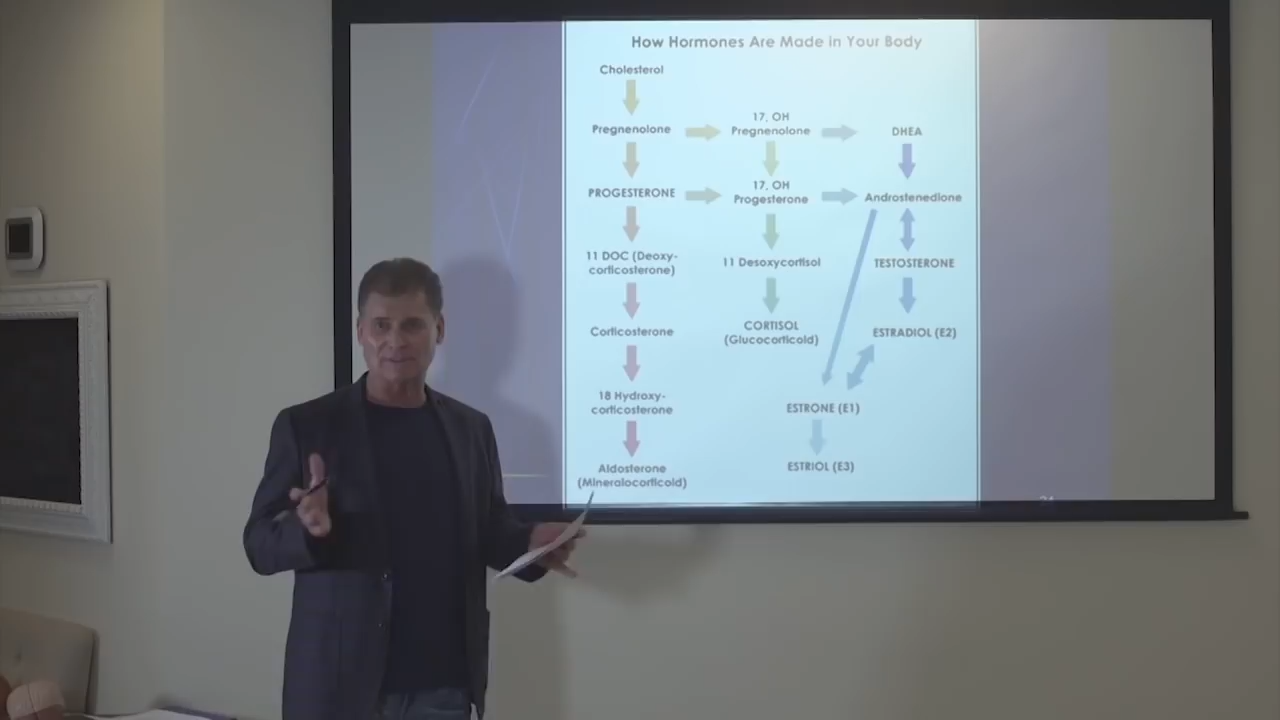 How Hormones Are Made in Your Body
Cholesterol
Pregnenolone
17, OH
Pregnenolone
DHEA
PROGESTERONE
17, OH
Progesterone
Androstenedione
11 DOC (Deoxy-
corticosterone)
11 Desoxycortisol
TESTOSTERONE
Corticosterone
CORTISOL
(Glucocorticoid)
ESTRADIOL (E2)
18 Hydroxy-
corticosterone
ESTRONE (E1)
Aldosterone
(Mineralocorticoid)
ESTRIOL (E3)